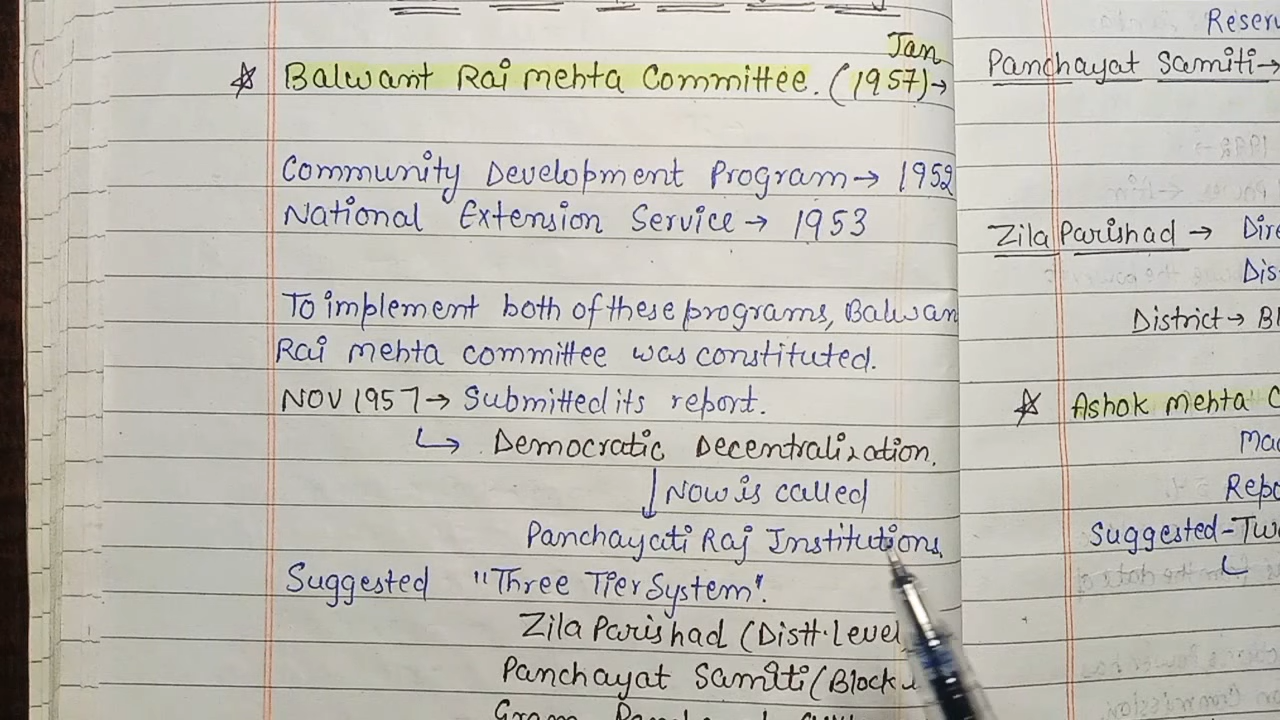 Jan
☆ Balwant Rai mehta Committee. (1957)→
Community Development Program→ 1952
National Extension Service→ 1953
To implement both of these programs, Balwan
Rai mehta committee was constituted.
NOV 1957→ Submitted its report.
↳ Democratic Decentralization.
↓ Now is called
Panchayati Raj Institutions.
Suggested "Three Tier System".
Zila Parishad (Distt. Level
Panchayat Samiti (Block
Gram
Reserv
Panchayat Samiti→
Zila Parishad → Dire
Dis
District→ Bl
☆ Ashok mehta C
Repo
Suggested-Tw